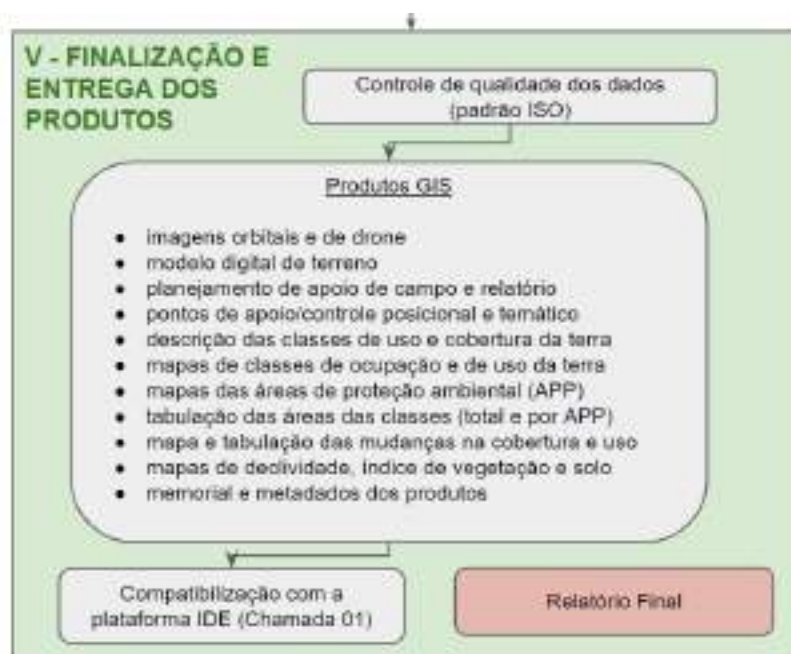 V - FINALIZAÇÃO E
ENTREGA DOS
PRODUTOS
Controle de qualidade dos dados
(padrão ISO)
Produtos GIS
● imagens orbitais e de drone
● modelo digital de terreno
● planejamento de apoio de campo e relatório
● pontos de apoio/controle posicional e temático
● descrição das classes de uso e cobertura da terra
● mapas de classes de ocupação e de uso da terra
● mapas das áreas de proteção ambiental (APP)
● tabulação das áreas das classes (total e por APP)
● mapa e tabulação das mudanças na cobertura e uso
● mapas de declividade, índice de vegetação e solo
● memorial e metadados dos produtos
Compatibilização com a
plataforma IDE (Chamada 01)
Relatório Final